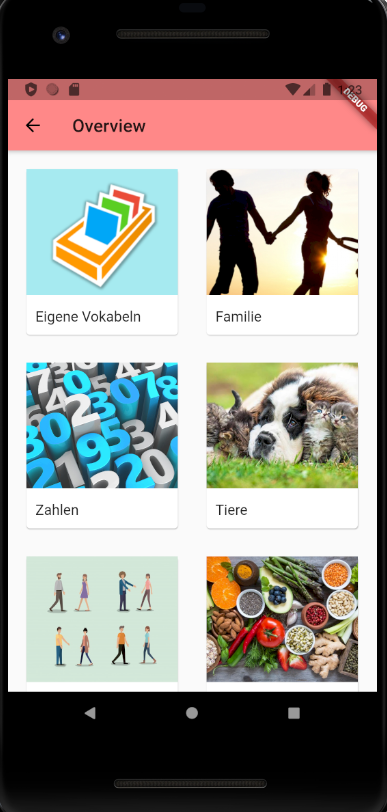 DEBUG
Overview
Eigene Vokabeln
Familie
Zahlen
Tiere